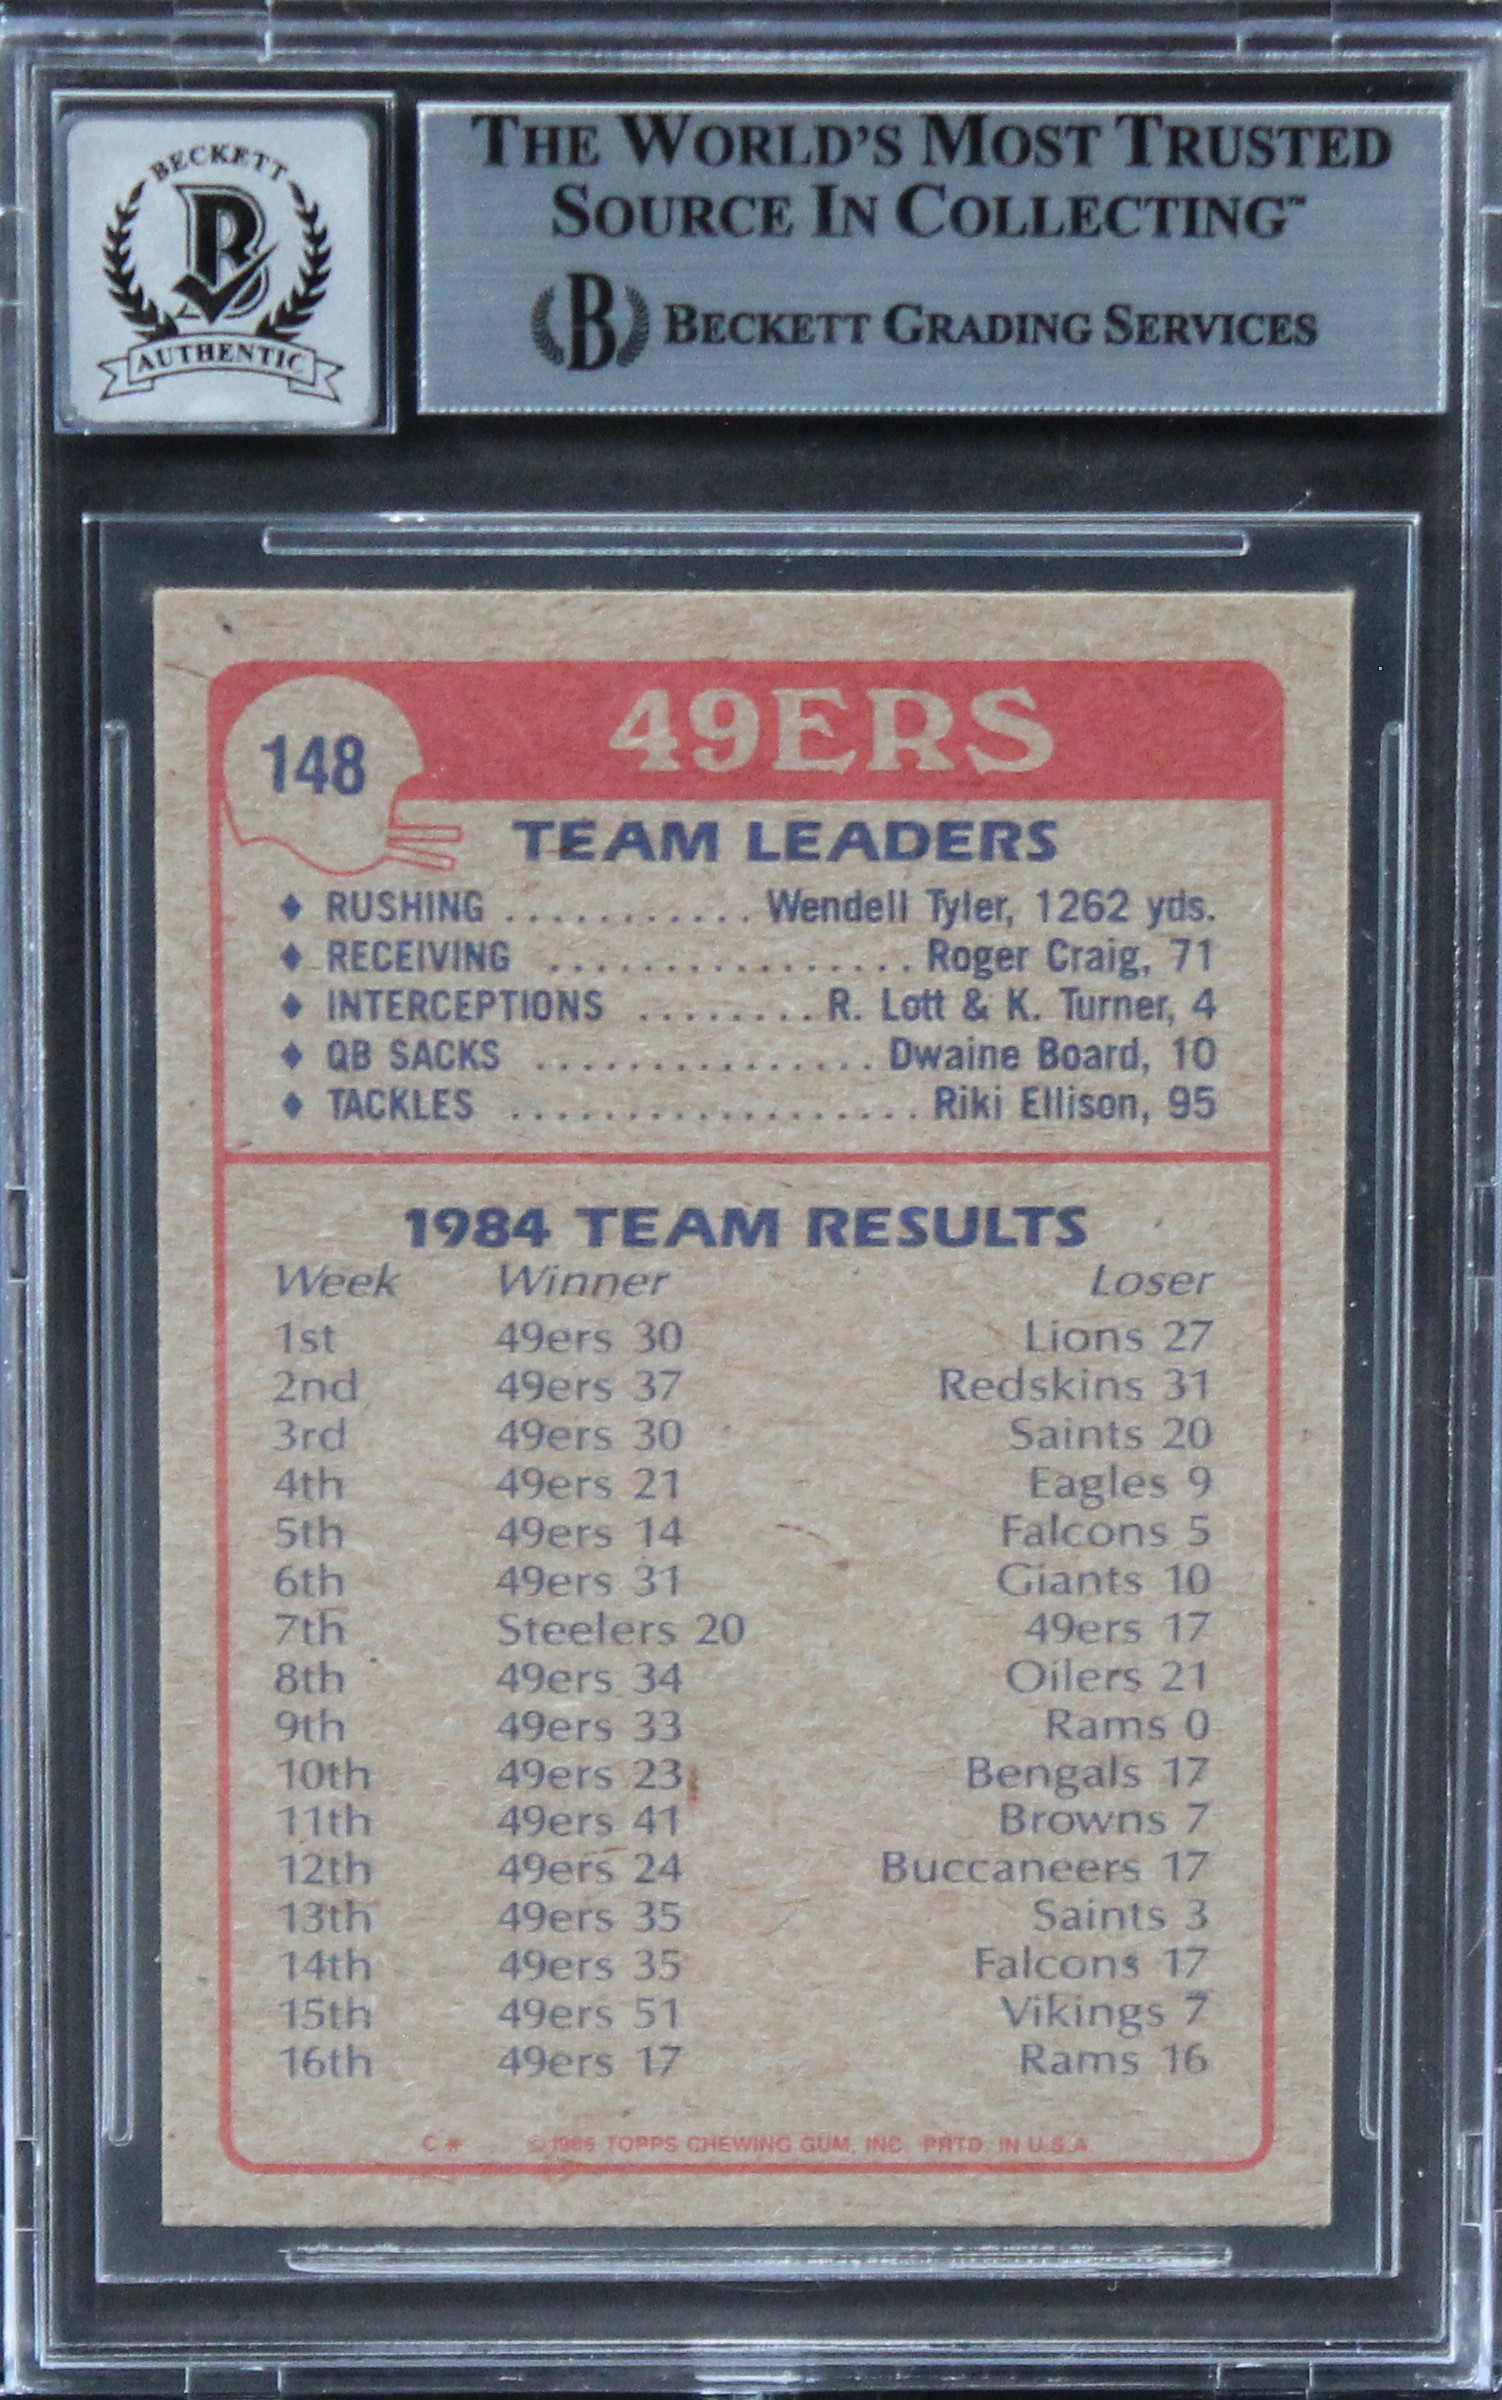 BECKETT
AUTHENTIC
THE WORLD'S MOST TRUSTED
SOURCE IN COLLECTING™
B BECKETT GRADING SERVICES
148
49ERS
TEAM LEADERS
♦ RUSHING ........... Wendell Tyler, 1262 yds.
♦ RECEIVING ................. Roger Craig, 71
♦ INTERCEPTIONS ........ R. Lott & K. Turner, 4
♦ QB SACKS ................ Dwaine Board, 10
♦ TACKLES ................... Riki Ellison, 95
1984 TEAM RESULTS
Week Winner Loser
1st 49ers 30 Lions 27
2nd 49ers 37 Redskins 31
3rd 49ers 30 Saints 20
4th 49ers 21 Eagles 9
5th 49ers 14 Falcons 5
6th 49ers 31 Giants 10
7th Steelers 20 49ers 17
8th 49ers 34 Oilers 21
9th 49ers 33 Rams 0
10th 49ers 23 Bengals 17
11th 49ers 41 Browns 7
12th 49ers 24 Buccaneers 17
13th 49ers 35 Saints 3
14th 49ers 35 Falcons 17
15th 49ers 51 Vikings 7
16th 49ers 17 Rams 16
C * © 1985 TOPPS CHEWING GUM, INC. PRTD. IN U.S.A.